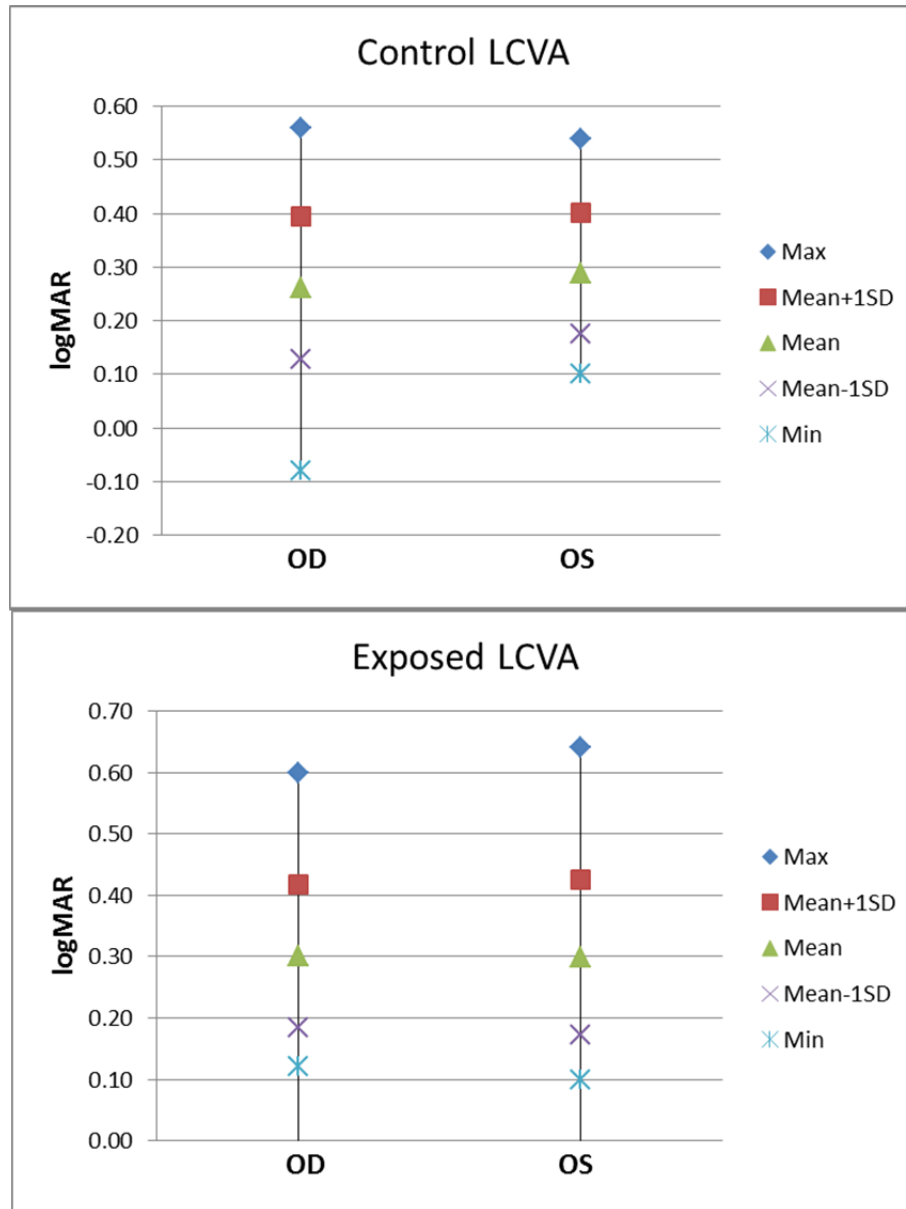 Control LCVA
0.60
0.50
0.40
0.30
0.20
0.10
0.00
-0.10
-0.20
logMAR
OD
OS
Max
Mean+1SD
Mean
Mean-1SD
Min
Exposed LCVA
0.70
0.60
0.50
0.40
0.30
0.20
0.10
0.00
logMAR
OD
OS
Max
Mean+1SD
Mean
Mean-1SD
Min